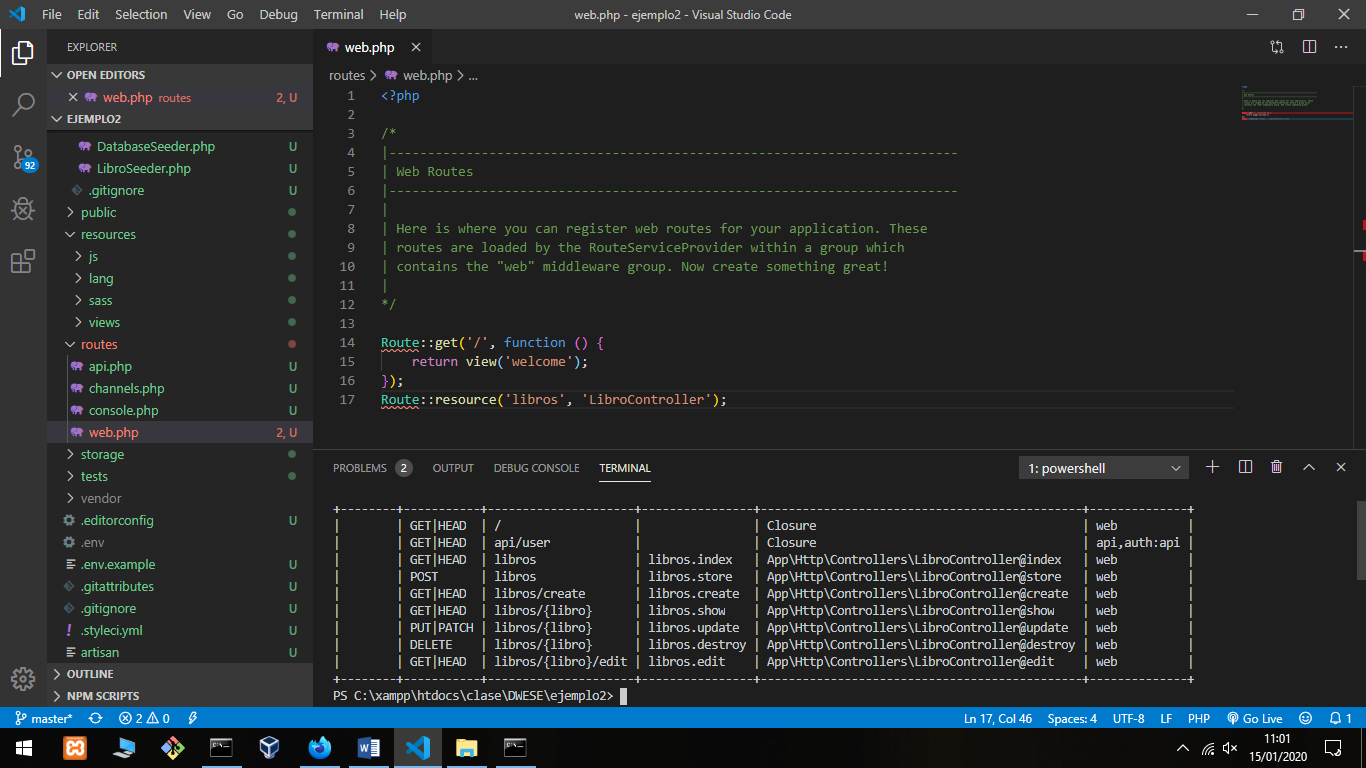 File Edit Selection View Go Debug Terminal Help web.php - ejemplo2 - Visual Studio Code
EXPLORER
OPEN EDITORS
web.php routes 2, U
EJEMPLO2
DatabaseSeeder.php U
LibroSeeder.php U
.gitignore U
public
resources
js
lang
sass
views
routes
api.php U
channels.php U
console.php U
web.php 2, U
storage
tests
vendor
.editorconfig U
.env
.env.example U
.gitattributes U
.gitignore U
.styleci.yml U
artisan U
OUTLINE
NPM SCRIPTS
92
web.php
routes > web.php > ...
1 <?php
2
3 /*
4 |--------------------------------------------------------------------------
5 | Web Routes
6 |--------------------------------------------------------------------------
7 |
8 | Here is where you can register web routes for your application. These
9 | routes are loaded by the RouteServiceProvider within a group which
10 | contains the "web" middleware group. Now create something great!
11 |
12 */
13
14 Route::get('/', function () {
15 return view('welcome');
16 });
17 Route::resource('libros', 'LibroController');
PROBLEMS 2 OUTPUT DEBUG CONSOLE TERMINAL 1: powershell
+--------+-----------+---------------------+----------------+----------------------------------------------+--------------+
| | GET|HEAD | / | | Closure | web |
| | GET|HEAD | api/user | | Closure | api,auth:api |
| | GET|HEAD | libros | libros.index | App\Http\Controllers\LibroController@index | web |
| | POST | libros | libros.store | App\Http\Controllers\LibroController@store | web |
| | GET|HEAD | libros/create | libros.create | App\Http\Controllers\LibroController@create | web |
| | GET|HEAD | libros/{libro} | libros.show | App\Http\Controllers\LibroController@show | web |
| | PUT|PATCH | libros/{libro} | libros.update | App\Http\Controllers\LibroController@update | web |
| | DELETE | libros/{libro} | libros.destroy | App\Http\Controllers\LibroController@destroy | web |
| | GET|HEAD | libros/{libro}/edit | libros.edit | App\Http\Controllers\LibroController@edit | web |
+--------+-----------+---------------------+----------------+----------------------------------------------+--------------+
PS C:\xampp\htdocs\clase\DWESE\ejemplo2>
master* 2 0 Ln 17, Col 46 Spaces: 4 UTF-8 LF PHP Go Live 1
11:01
15/01/2020